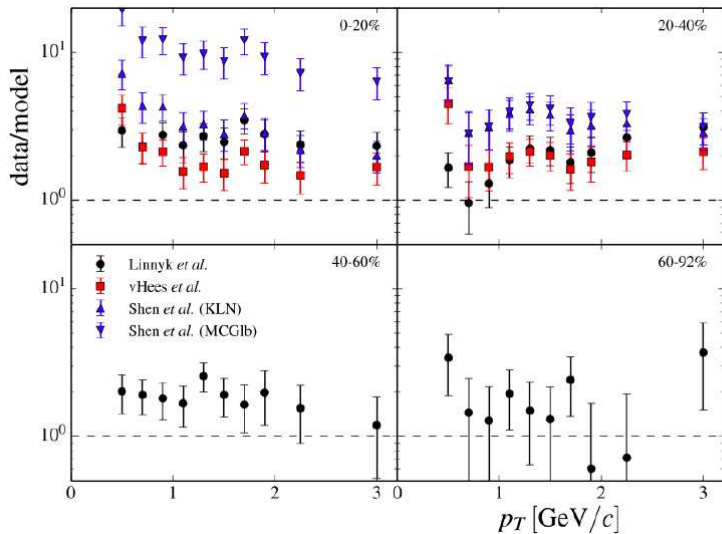 0-20%
20-40%
10¹
data/model
10⁰
40-60%
60-92%
Linnyk et al.
vHees et al.
Shen et al. (KLN)
Shen et al. (MCGlb)
10¹
10⁰
0 1 2 3 0 1 2 3
p_T [GeV/c]